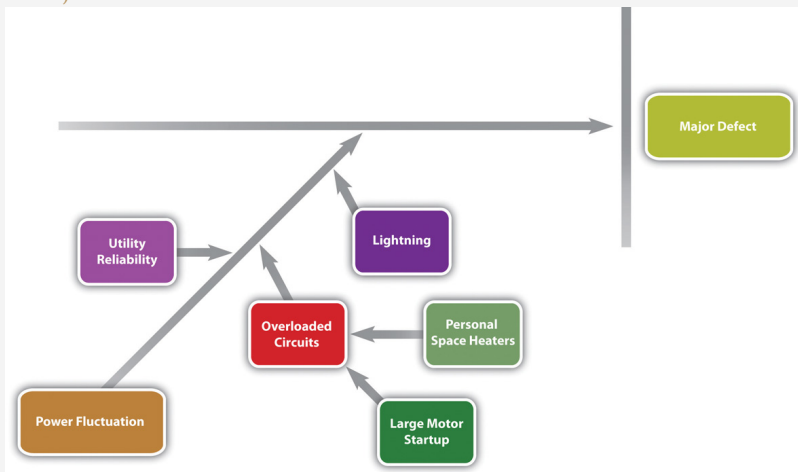 Major Defect
Utility
Reliability
Lightning
Overloaded
Circuits
Personal
Space Heaters
Power Fluctuation
Large Motor
Startup